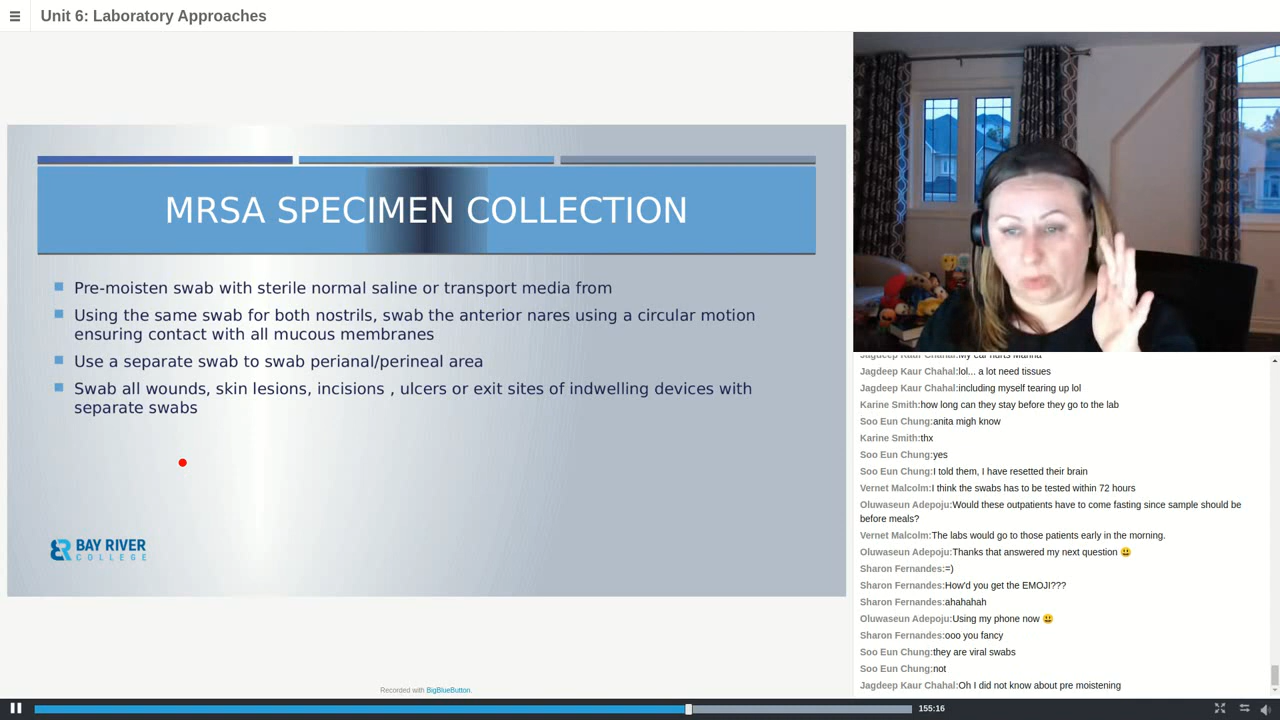 Unit 6: Laboratory Approaches
MRSA SPECIMEN COLLECTION
Pre-moisten swab with sterile normal saline or transport media from
Using the same swab for both nostrils, swab the anterior nares using a circular motion
ensuring contact with all mucous membranes
Use a separate swab to swab perianal/perineal area
Swab all wounds, skin lesions, incisions , ulcers or exit sites of indwelling devices with
separate swabs
BAY RIVER
COLLEGE
Recorded with BigBlueButton.
Jagdeep Kaur Chahal:My ear hurts Marina
Jagdeep Kaur Chahal:lol... a lot need tissues
Jagdeep Kaur Chahal:including myself tearing up lol
Karine Smith:how long can they stay before they go to the lab
Soo Eun Chung:anita migh know
Karine Smith:thx
Soo Eun Chung:yes
Soo Eun Chung:I told them, I have resetted their brain
Vernet Malcolm:I think the swabs has to be tested within 72 hours
Oluwaseun Adepoju:Would these outpatients have to come fasting since sample should be
before meals?
Vernet Malcolm:The labs would go to those patients early in the morning.
Oluwaseun Adepoju:Thanks that answered my next question 😃
Sharon Fernandes:=)
Sharon Fernandes:How'd you get the EMOJI???
Sharon Fernandes:ahahahah
Oluwaseun Adepoju:Using my phone now 😃
Sharon Fernandes:ooo you fancy
Soo Eun Chung:they are viral swabs
Soo Eun Chung:not
Jagdeep Kaur Chahal:Oh I did not know about pre moistening
155:16